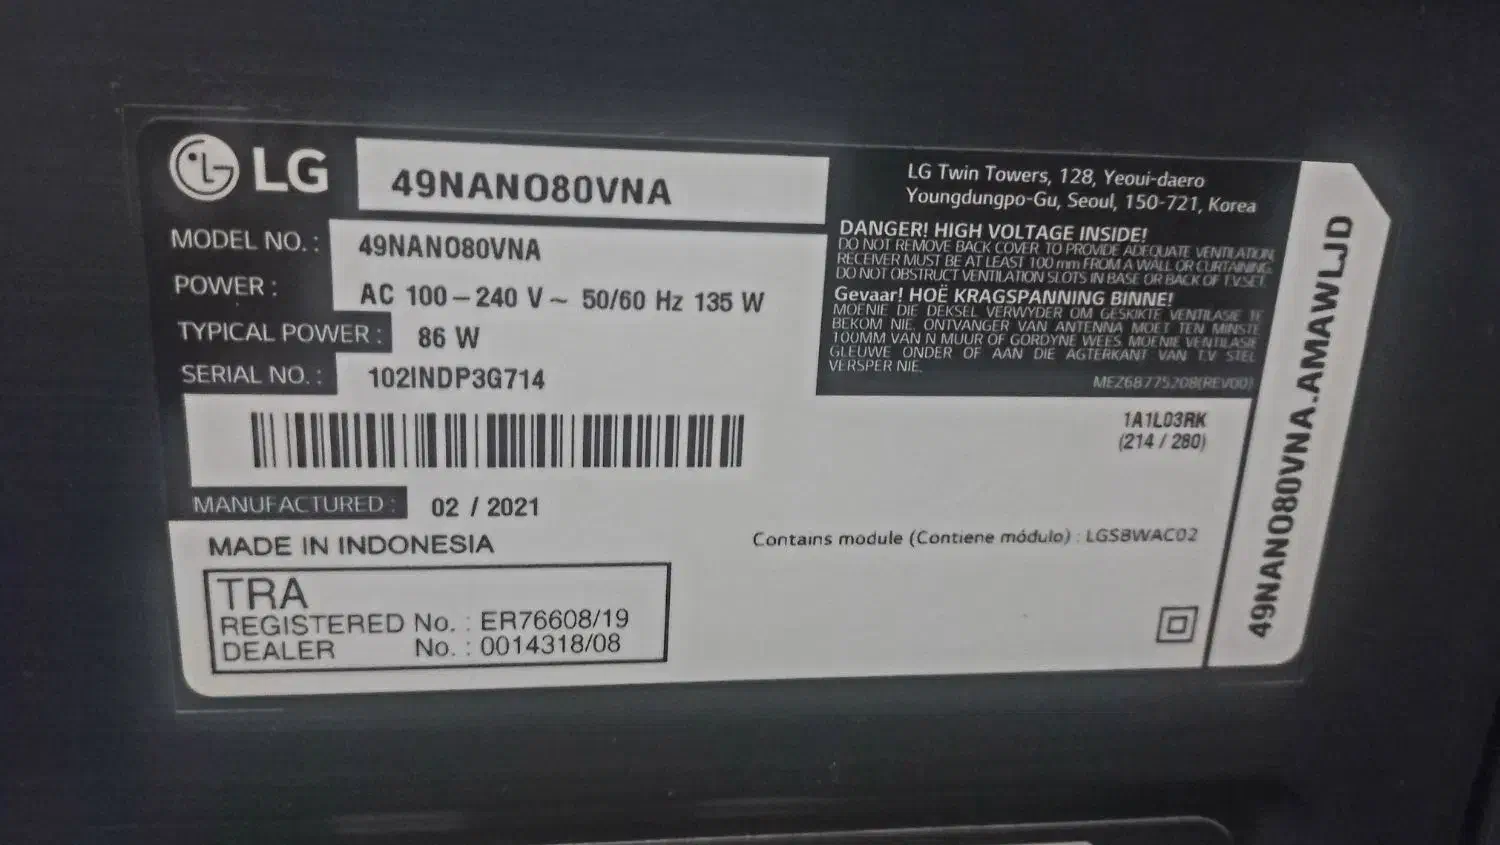 LG
49NANO80VNA
MODEL NO. : 49NANO80VNA
POWER : AC 100-240 V~ 50/60 Hz 135 W
TYPICAL POWER : 86 W
SERIAL NO. : 102INDP3G714
MANUFACTURED : 02 / 2021
MADE IN INDONESIA
TRA
REGISTERED No. : ER76608/19
DEALER No. : 0014318/08
LG Twin Towers, 128, Yeoui-daero
Youngdungpo-Gu, Seoul, 150-721, Korea
DANGER! HIGH VOLTAGE INSIDE!
DO NOT REMOVE BACK COVER TO PROVIDE ADEQUATE VENTILATION
RECEIVER MUST BE AT LEAST 100 mm FROM A WALL OR CURTAINING.
DO NOT OBSTRUCT VENTILATION SLOTS IN BASE OR BACK OF T.V.SET.
Gevaar! HOË KRAGSPANNING BINNE!
MOENIE DIE DEKSEL VERWYDER OM GESKIKTE VENTILASIE TE
BEKOM NIE. ONTVANGER VAN ANTENNA MOET TEN MINSTE
100MM VAN N MUUR OF GORDYNE WEES. MOENIE VENTILASIE
GLEUWE ONDER OF AAN DIE AGTERKANT VAN T.V STEL
VERSPER NIE.
MEZ68775208(REV00)
1A1L03RK
(214 / 280)
Contains module (Contiene módulo) : LGSBWAC02
49NANO80VNA.AMAWLJD